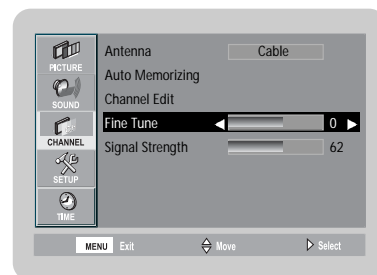 PICTURE
SOUND
CHANNEL
SETUP
TIME
Antenna Cable
Auto Memorizing
Channel Edit
Fine Tune 0
Signal Strength 62
MENU Exit Move Select